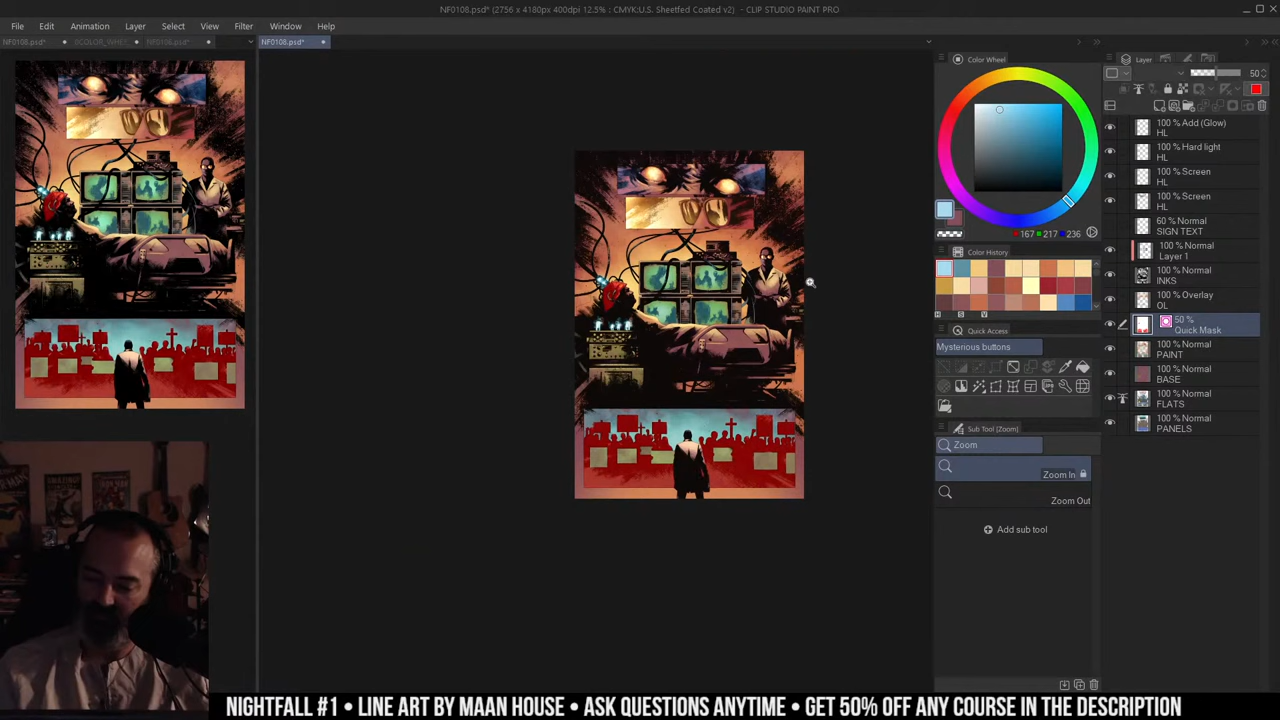 NF0108.psd* (2756 x 4180px 400dpi 12.5% : CMYK:U.S. Sheetfed Coated v2) - CLIP STUDIO PAINT PRO
File Edit Animation Layer Select View Filter Window Help
NF0108.psd* NF0106.psd* NF0108.psd*
Color Wheel
167 217 236
Color History
H S V
Quick Access
Mysterious buttons
Sub Tool [Zoom]
Zoom
Zoom In
Zoom Out
Add sub tool
Layer
50
100 % Add (Glow)
HL
100 % Hard light
HL
100 % Screen
HL
100 % Screen
HL
60 % Normal
SIGN TEXT
100 % Normal
Layer 1
100 % Normal
INKS
100 % Overlay
OL
50 %
Quick Mask
100 % Normal
PAINT
100 % Normal
BASE
100 % Normal
FLATS
100 % Normal
PANELS
NIGHTFALL #1 • LINE ART BY MAAN HOUSE • ASK QUESTIONS ANYTIME • GET 50% OFF ANY COURSE IN THE DESCRIPTION